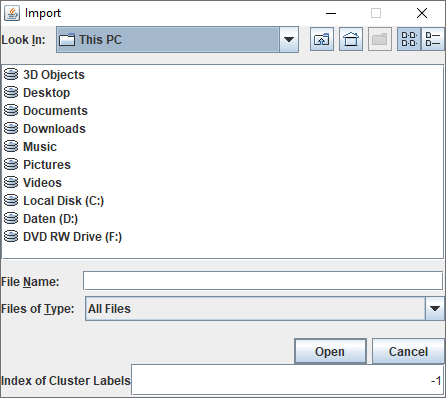 Import
Look In: This PC
3D Objects
Desktop
Documents
Downloads
Music
Pictures
Videos
Local Disk (C:)
Daten (D:)
DVD RW Drive (F:)
File Name:
Files of Type: All Files
Open Cancel
Index of Cluster Labels -1